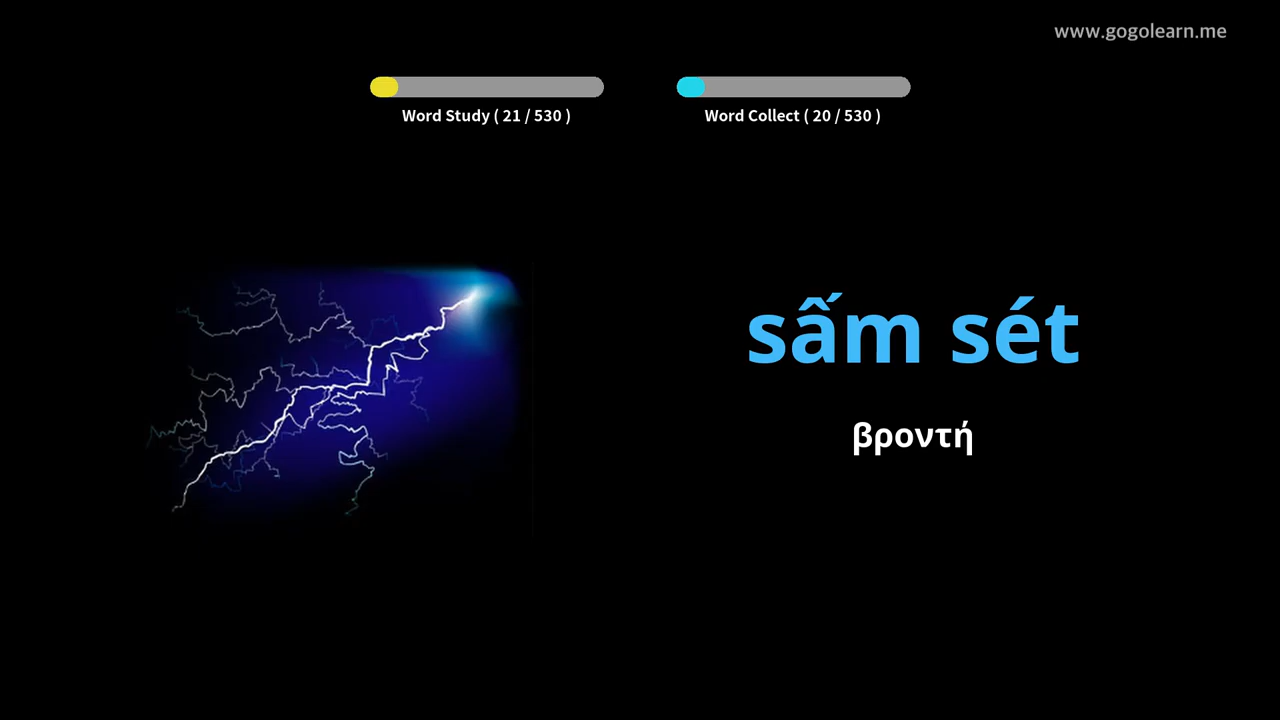 www.gogolearn.me
Word Study ( 21 / 530 )
Word Collect ( 20 / 530 )
sấm sét
βροντή